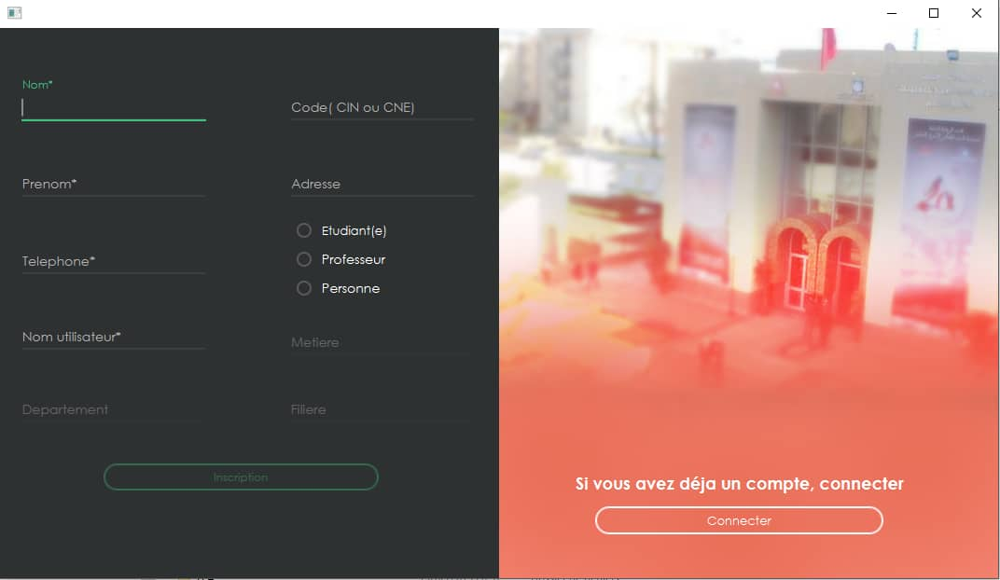 Nom*
Code( CIN ou CNE)
Prenom*
Adresse
Etudiant(e)
Telephone*
Professeur
Personne
Nom utilisateur*
Metiere
Departement
Filiere
Inscription
Si vous avez déja un compte, connecter
Connecter